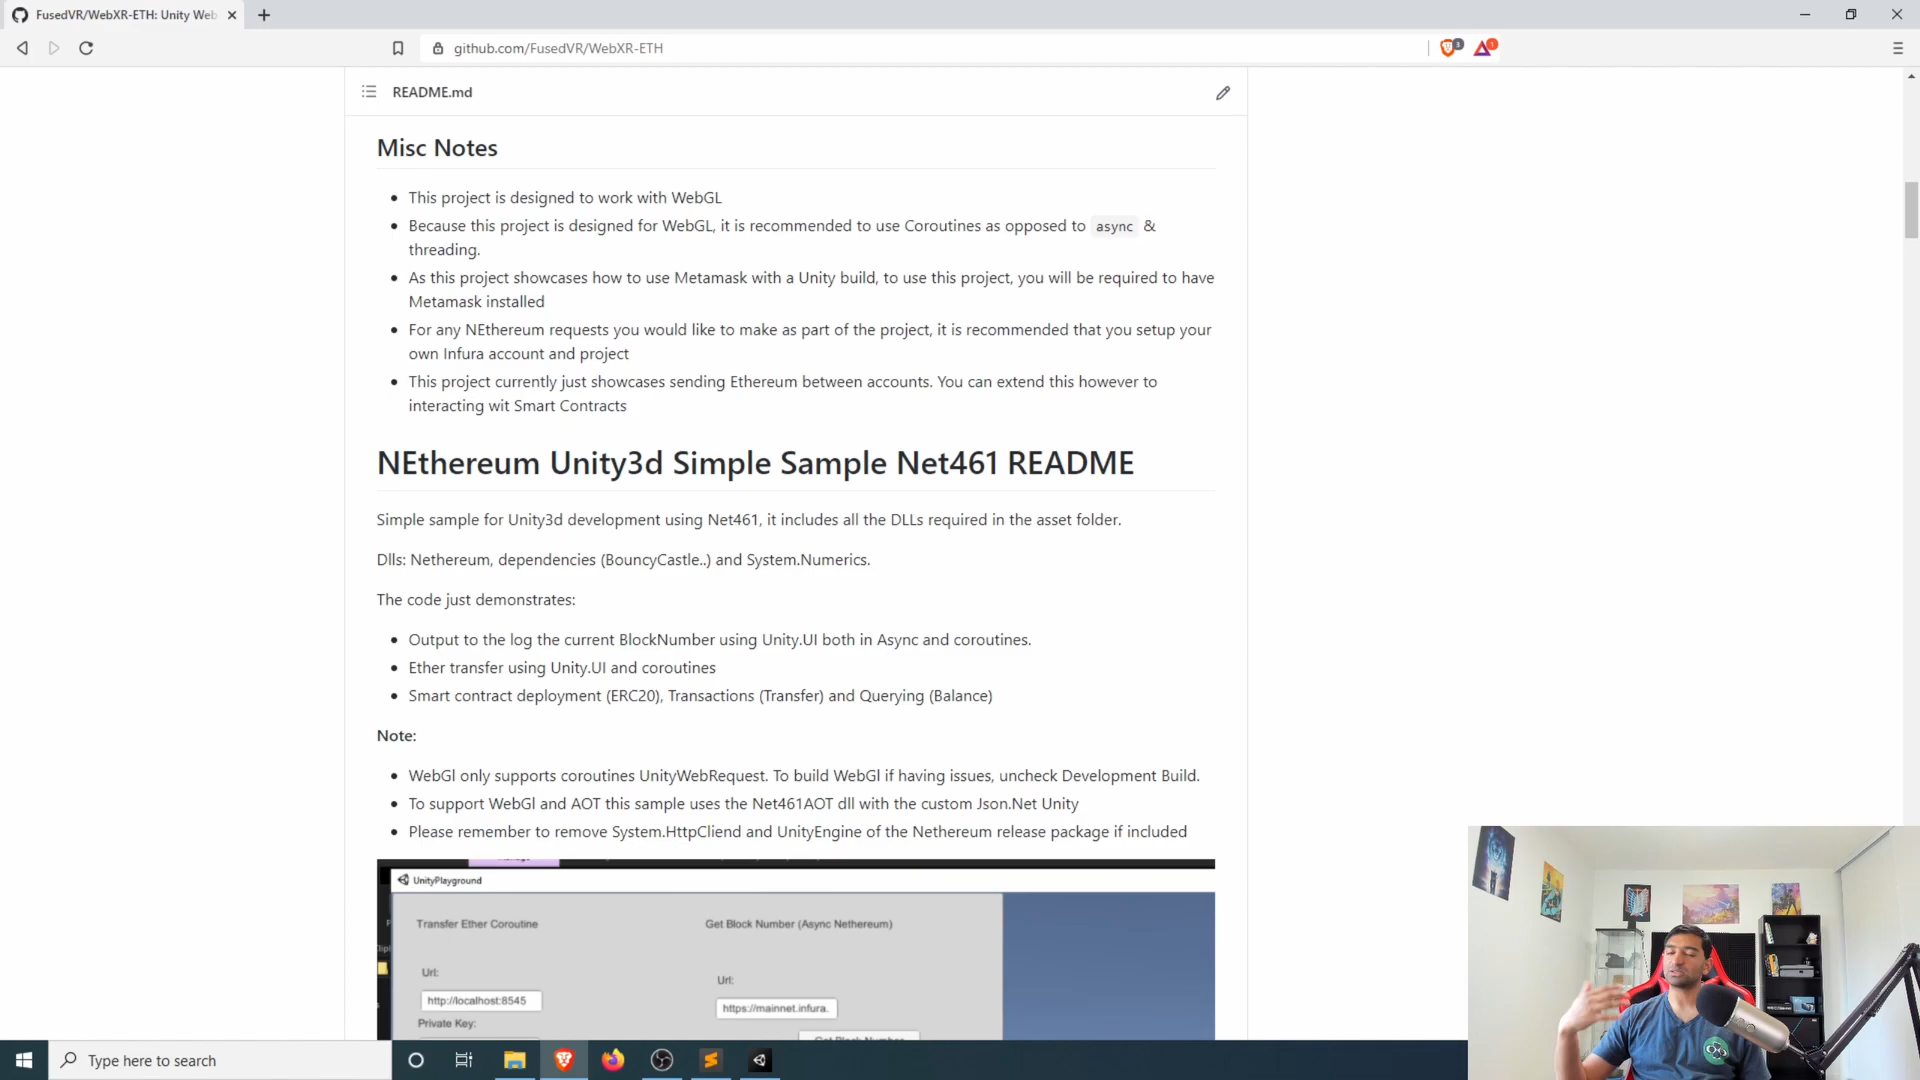 FusedVR/WebXR-ETH: Unity Web
github.com/FusedVR/WebXR-ETH
README.md
Misc Notes
This project is designed to work with WebGL
Because this project is designed for WebGL, it is recommended to use Coroutines as opposed to async &
threading.
As this project showcases how to use Metamask with a Unity build, to use this project, you will be required to have
Metamask installed
For any NEthereum requests you would like to make as part of the project, it is recommended that you setup your
own Infura account and project
This project currently just showcases sending Ethereum between accounts. You can extend this however to
interacting wit Smart Contracts
NEthereum Unity3d Simple Sample Net461 README
Simple sample for Unity3d development using Net461, it includes all the DLLs required in the asset folder.
Dlls: Nethereum, dependencies (BouncyCastle..) and System.Numerics.
The code just demonstrates:
Output to the log the current BlockNumber using Unity.UI both in Async and coroutines.
Ether transfer using Unity.UI and coroutines
Smart contract deployment (ERC20), Transactions (Transfer) and Querying (Balance)
Note:
WebGl only supports coroutines UnityWebRequest. To build WebGl if having issues, uncheck Development Build.
To support WebGl and AOT this sample uses the Net461AOT dll with the custom Json.Net Unity
Please remember to remove System.HttpCliend and UnityEngine of the Nethereum release package if included
UnityPlayground
Transfer Ether Coroutine
Get Block Number (Async Nethereum)
Url:
Url:
http://localhost:8545
https://mainnet.infura.
Private Key:
Type here to search